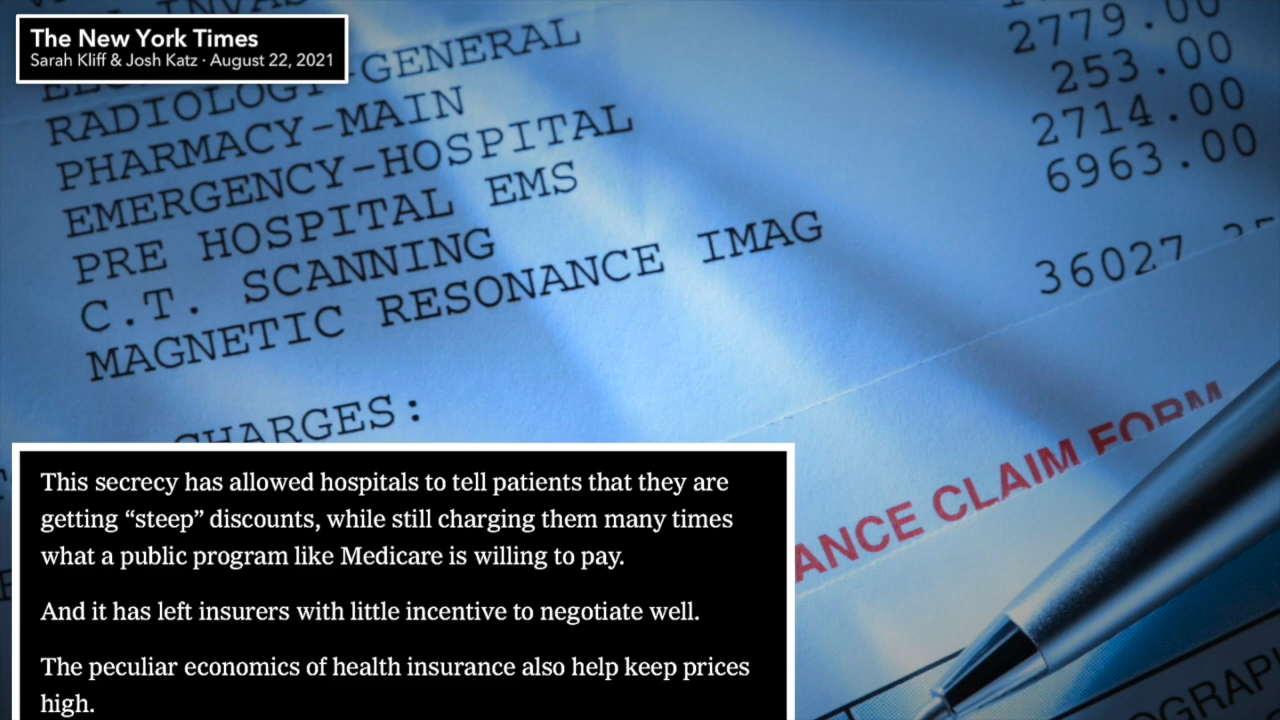 The New York Times
Sarah Kliff & Josh Katz · August 22, 2021
RADIOLOGY-GENERAL
PHARMACY-MAIN
EMERGENCY-HOSPITAL
PRE HOSPITAL EMS
C.T. SCANNING
MAGNETIC RESONANCE IMAG
2779.00
253.00
2714.00
6963.00
36027
CHARGES:
ANCE CLAIM FORM
This secrecy has allowed hospitals to tell patients that they are
getting “steep” discounts, while still charging them many times
what a public program like Medicare is willing to pay.
And it has left insurers with little incentive to negotiate well.
The peculiar economics of health insurance also help keep prices
high.